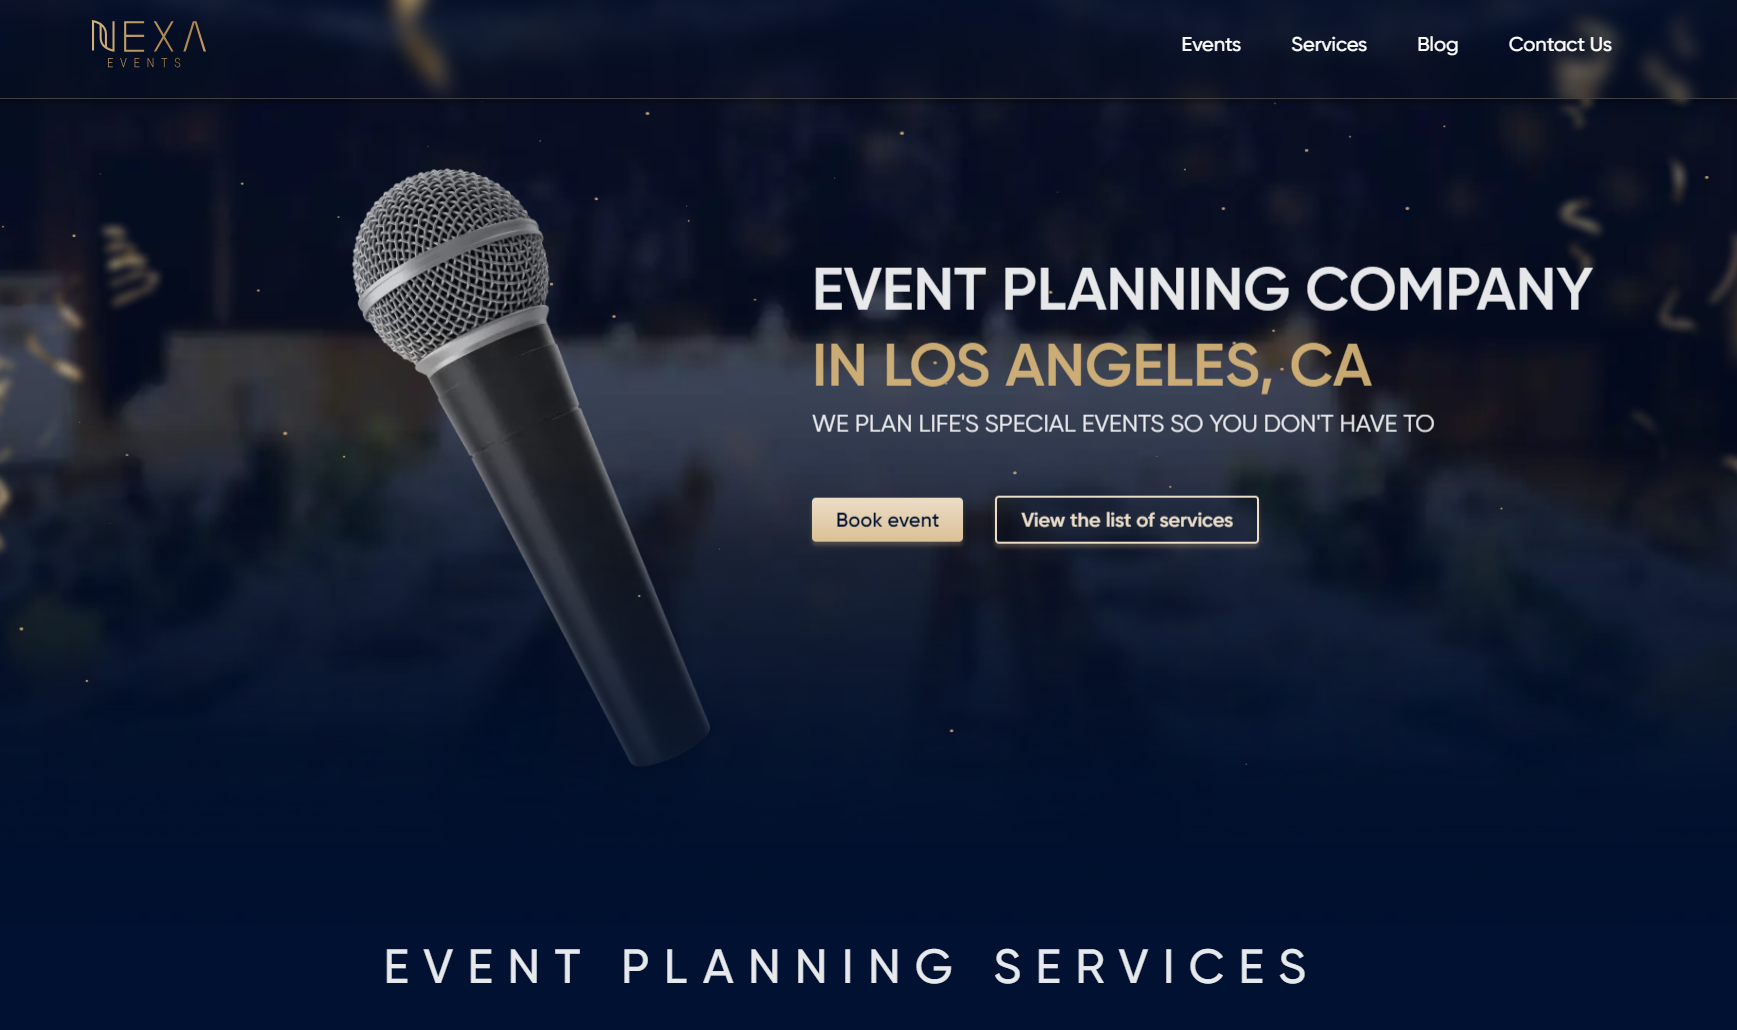 NEXA
EVENTS
Events Services Blog Contact Us
EVENT PLANNING COMPANY
IN LOS ANGELES, CA
WE PLAN LIFE'S SPECIAL EVENTS SO YOU DON'T HAVE TO
Book event View the list of services
EVENT PLANNING SERVICES